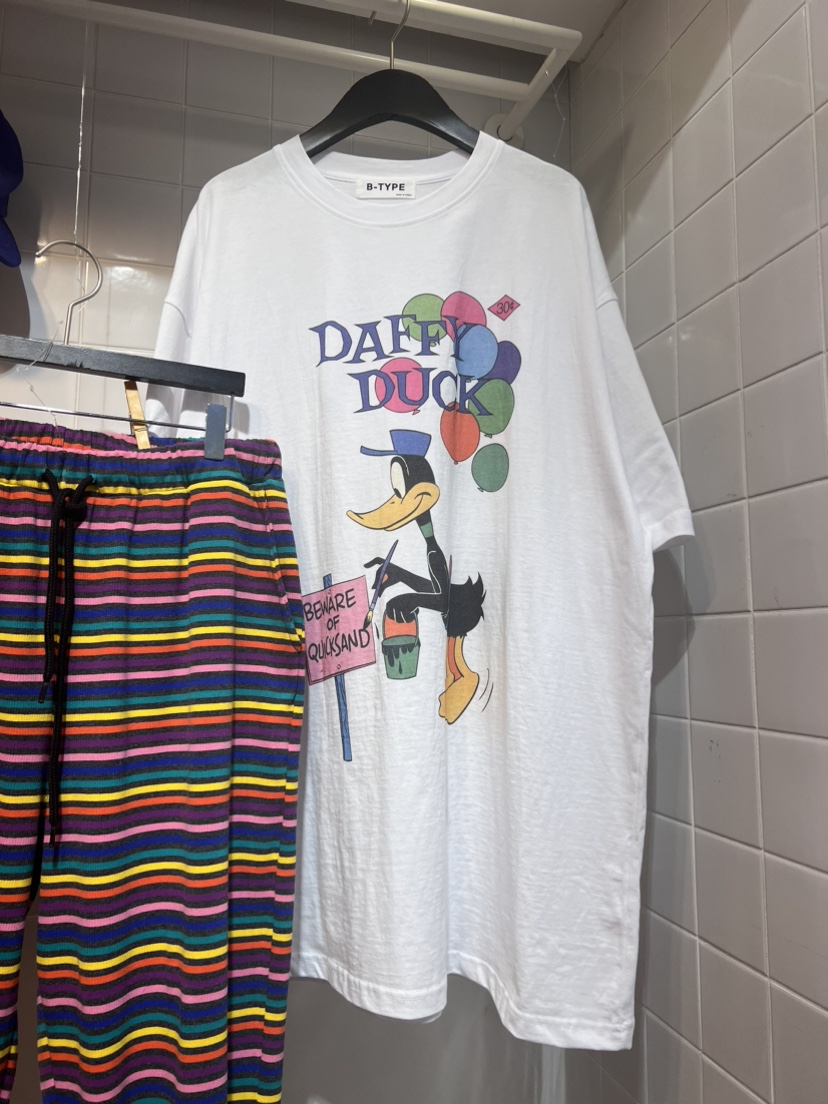 B-TYPE
30¢
DAFFY
DUCK
BEWARE
OF
QUICKSAND